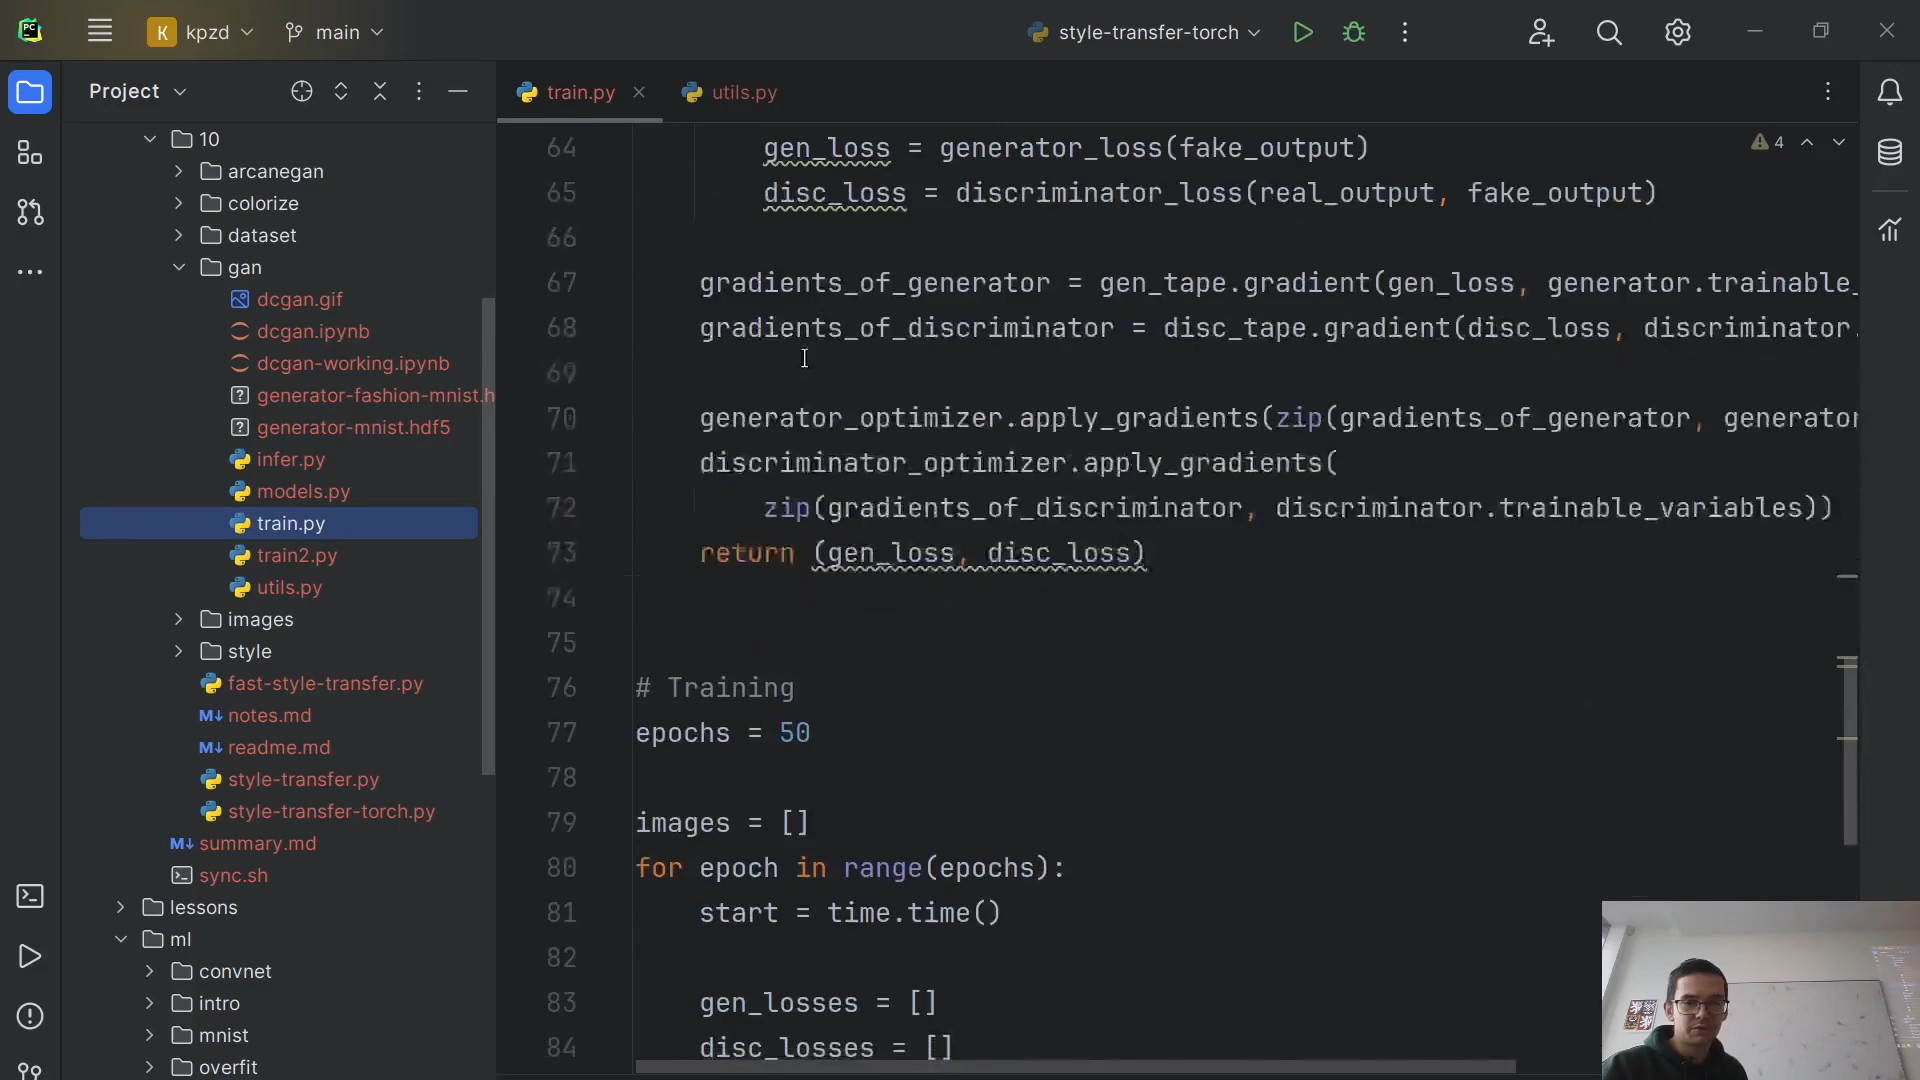 PC
K kpzd main
style-transfer-torch
Project
train.py
utils.py
10
arcanegan
colorize
dataset
gan
dcgan.gif
dcgan.ipynb
dcgan-working.ipynb
generator-fashion-mnist.h
generator-mnist.hdf5
infer.py
models.py
train.py
train2.py
utils.py
images
style
fast-style-transfer.py
M↓ notes.md
M↓ readme.md
style-transfer.py
style-transfer-torch.py
M↓ summary.md
sync.sh
lessons
ml
convnet
intro
mnist
overfit
4
64 gen_loss = generator_loss(fake_output)
65 disc_loss = discriminator_loss(real_output, fake_output)
66
67 gradients_of_generator = gen_tape.gradient(gen_loss, generator.trainable_
68 gradients_of_discriminator = disc_tape.gradient(disc_loss, discriminator.
69
70 generator_optimizer.apply_gradients(zip(gradients_of_generator, generator
71 discriminator_optimizer.apply_gradients(
72 zip(gradients_of_discriminator, discriminator.trainable_variables))
73 return (gen_loss, disc_loss)
74
75
76 # Training
77 epochs = 50
78
79 images = []
80 for epoch in range(epochs):
81 start = time.time()
82
83 gen_losses = []
84 disc_losses = []